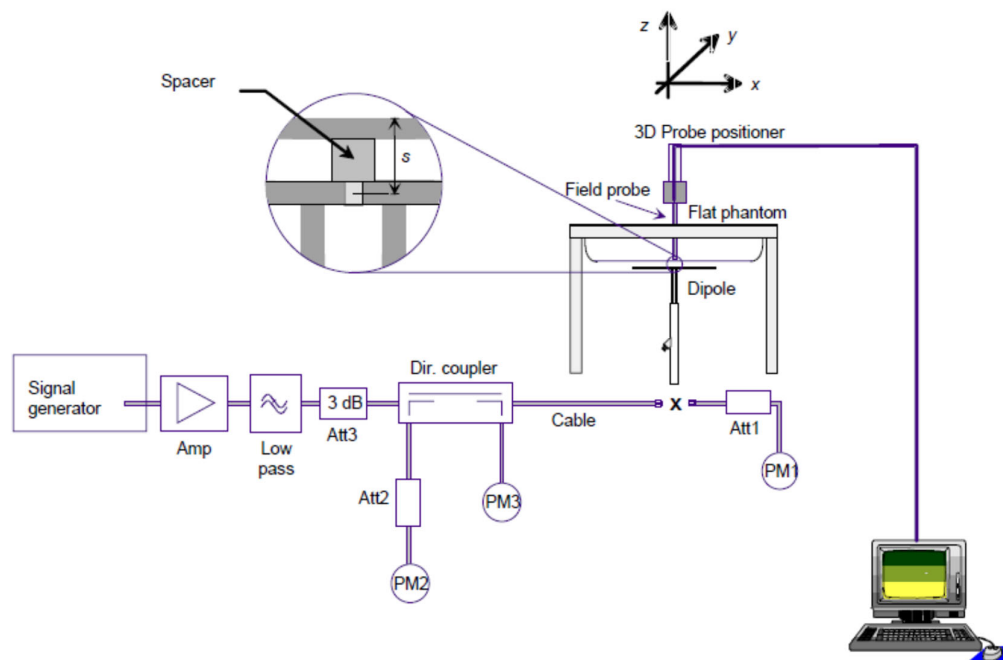 z
y
x
Spacer
s
3D Probe positioner
Field probe
Flat phantom
Dipole
Signal
generator
Amp
Low
pass
3 dB
Att3
Dir. coupler
Cable
X
Att1
PM1
Att2
PM3
PM2